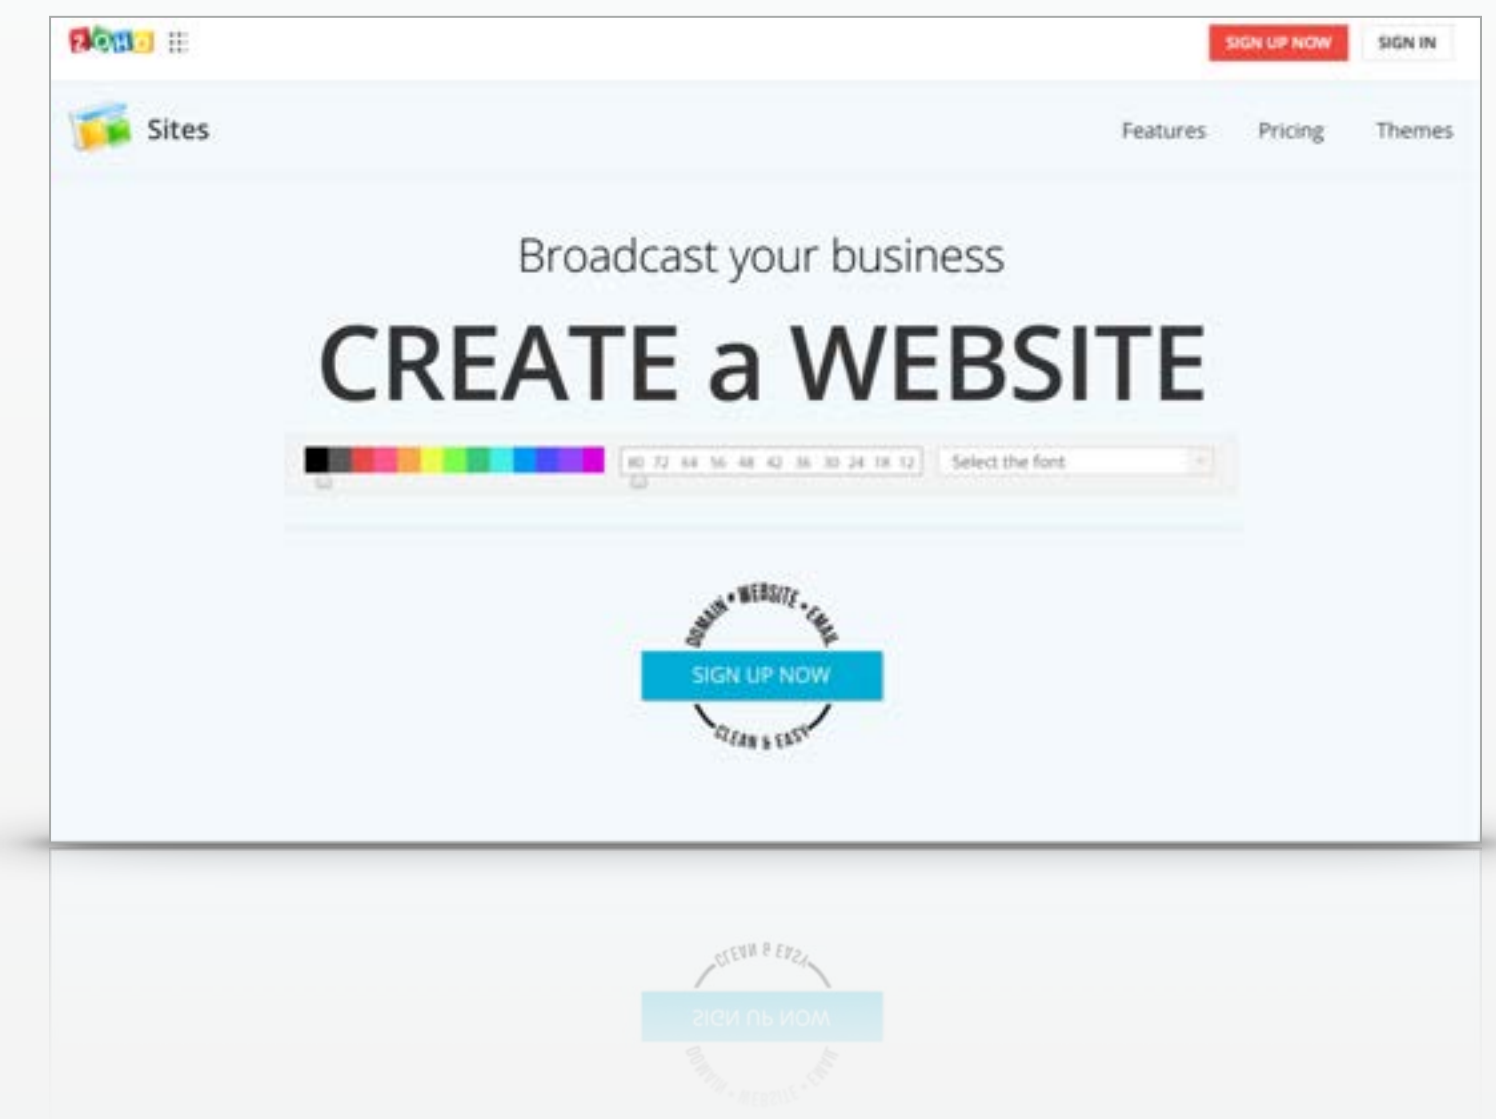 ZOHO
SIGN UP NOW
SIGN IN
Sites
Features
Pricing
Themes
Broadcast your business
CREATE a WEBSITE
80 72 64 56 48 42 36 30 24 18 12
Select the font
DOMAIN • WEBSITE • EMAIL
SIGN UP NOW
CLEAN & EASY